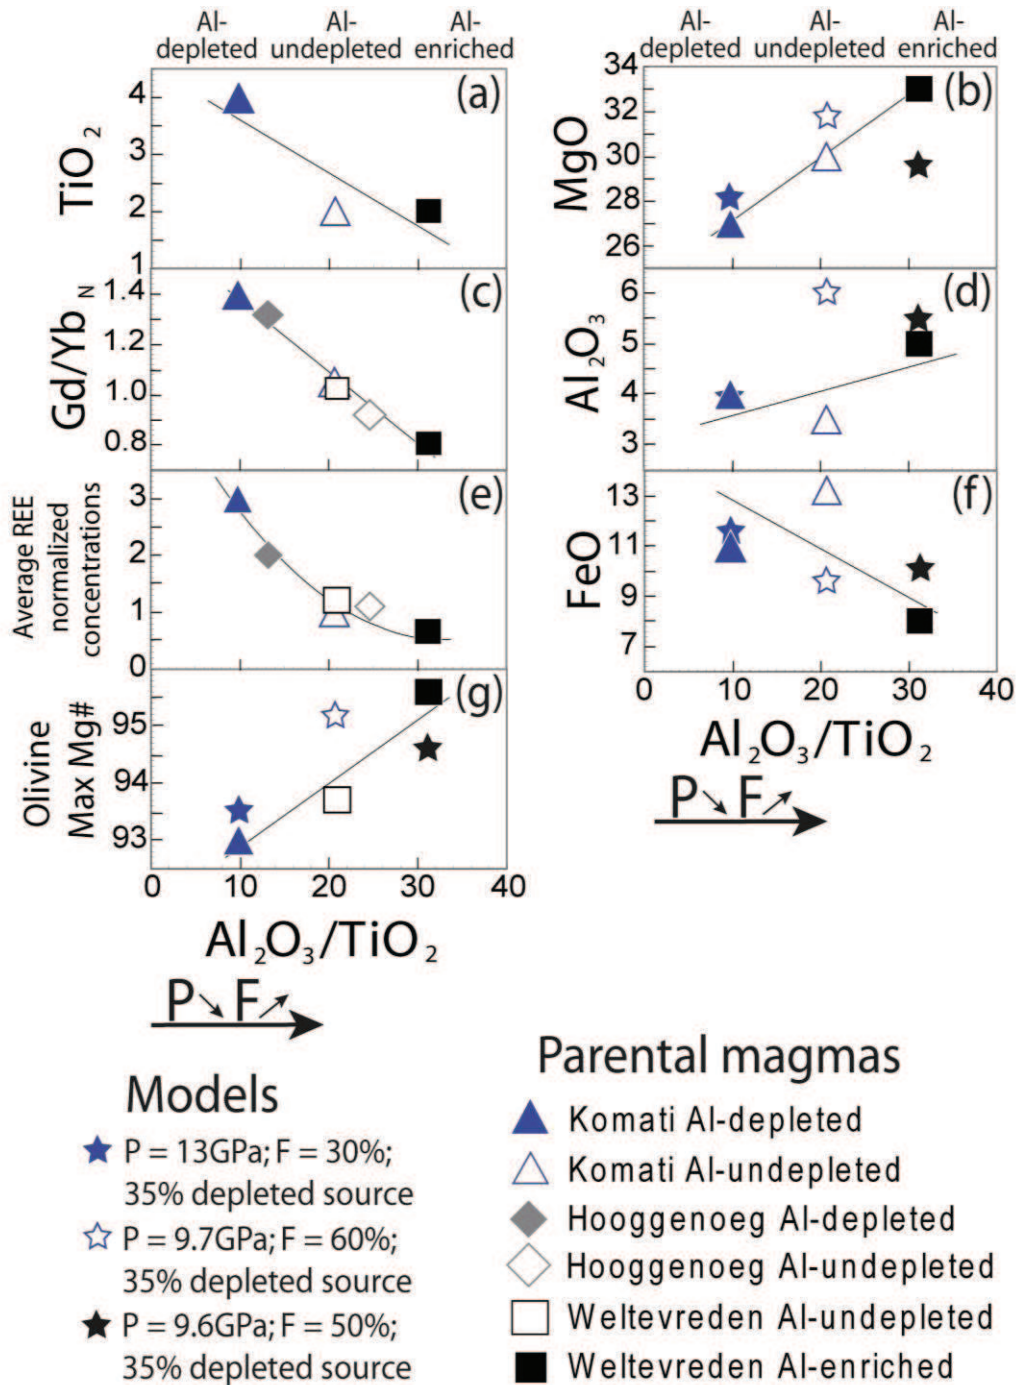 Al-depleted Al-undepleted Al-enriched
Al-depleted Al-undepleted Al-enriched
(a)
TiO2
4
3
2
1
(b)
MgO
34
32
30
28
26
(c)
Gd/Yb N
1.4
1.2
1.0
0.8
(d)
Al2O3
6
5
4
3
(e)
Average REE
normalized
concentrations
3
2
1
0
(f)
FeO
13
11
9
7
0 10 20 30 40
Al2O3/TiO2
P↘ F↗
(g)
Olivine
Max Mg#
95
94
93
0 10 20 30 40
Al2O3/TiO2
P↘ F↗
Models
P = 13GPa; F = 30%;
35% depleted source
P = 9.7GPa; F = 60%;
35% depleted source
P = 9.6GPa; F = 50%;
35% depleted source
Parental magmas
Komati Al-depleted
Komati Al-undepleted
Hooggenoeg Al-depleted
Hooggenoeg Al-undepleted
Weltevreden Al-undepleted
Weltevreden Al-enriched